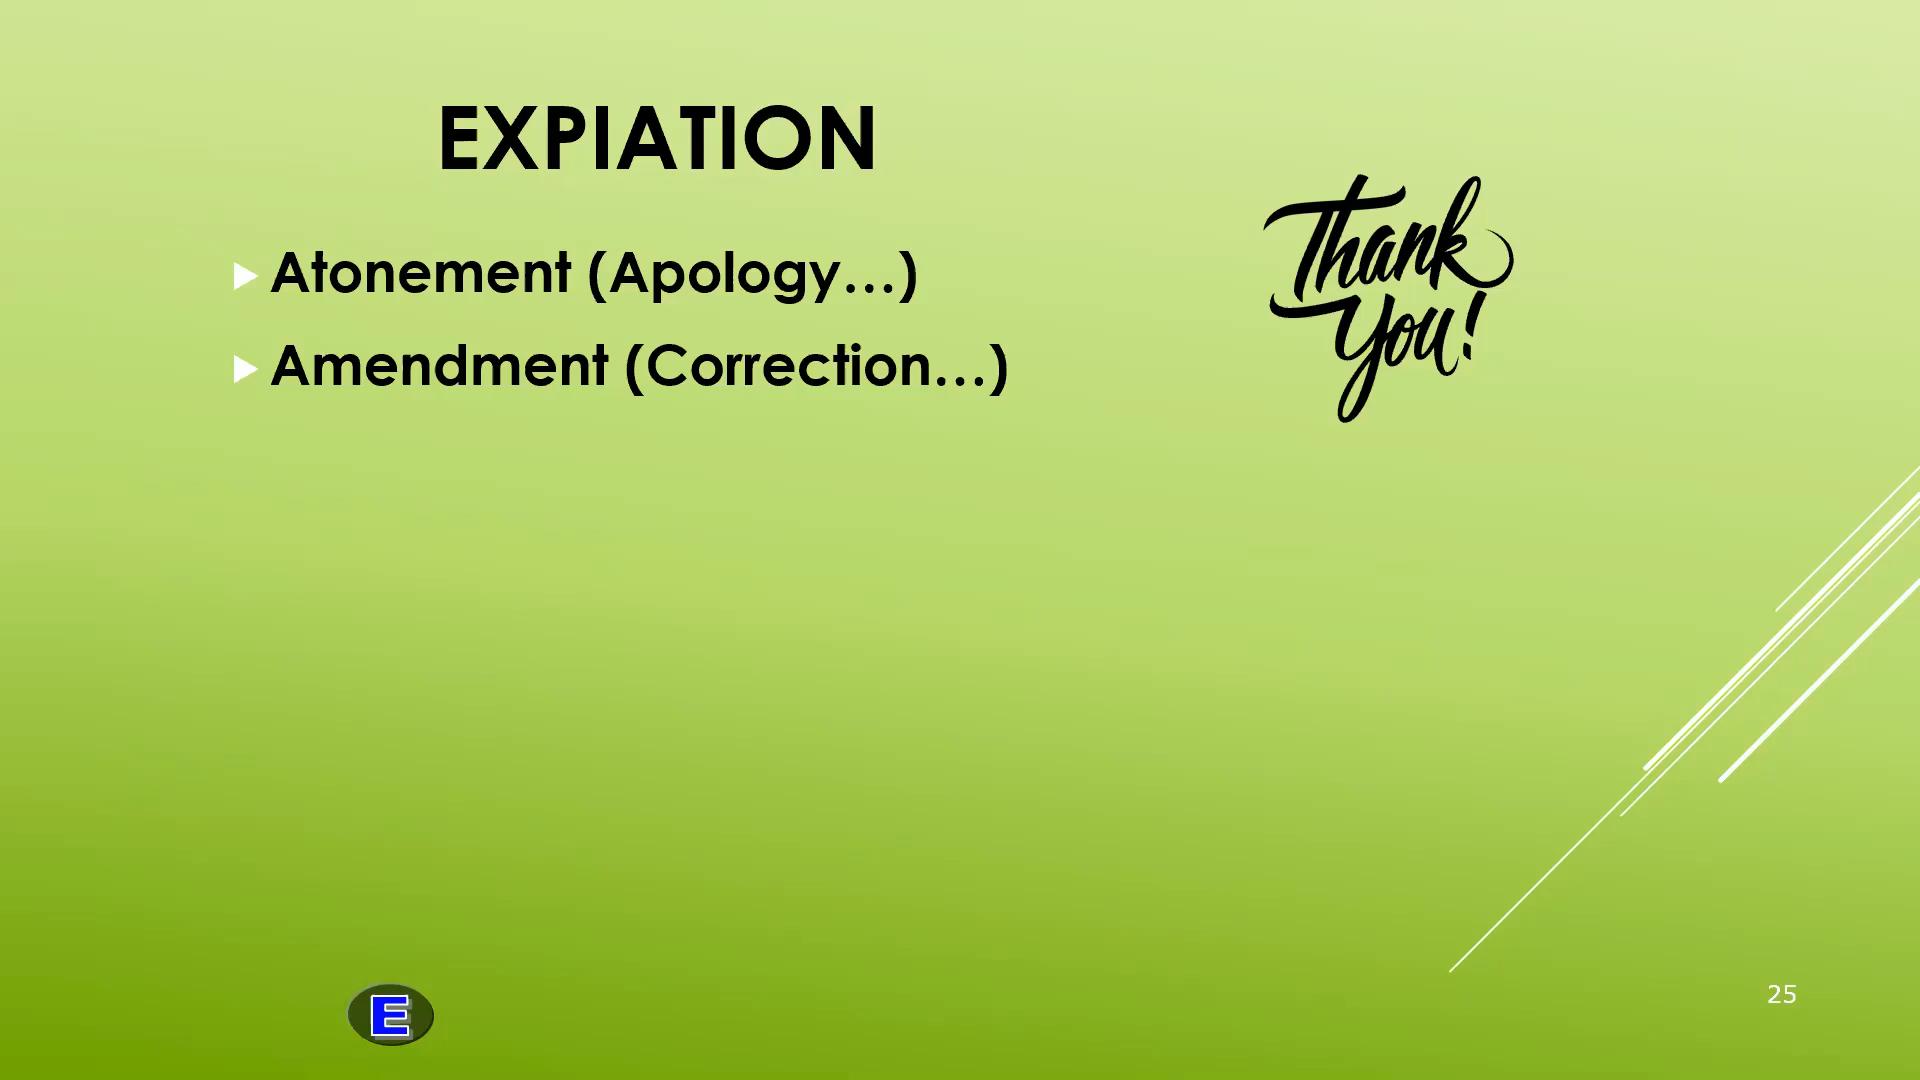 EXPIATION
Atonement (Apology…)
Amendment (Correction…)
Thank
You!
E
25